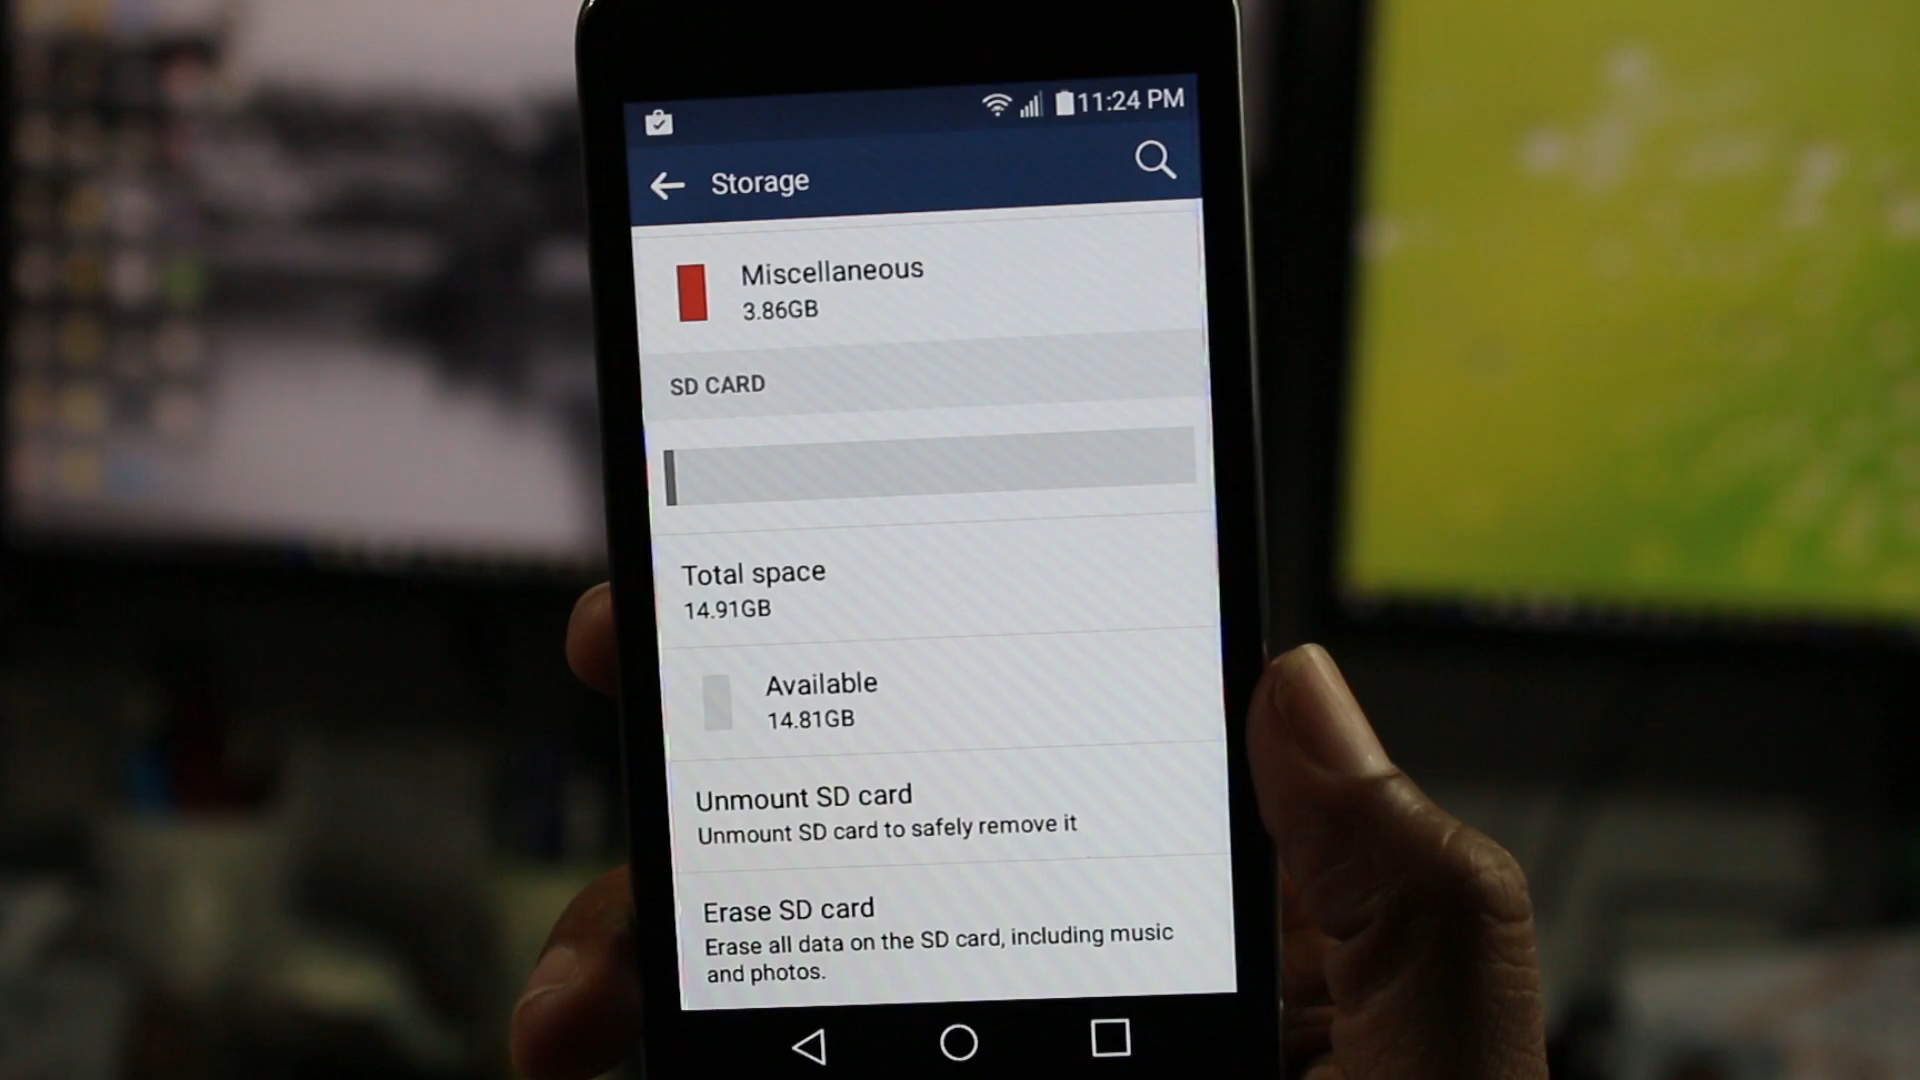 11:24 PM
Storage
Miscellaneous
3.86GB
SD CARD
Total space
14.91GB
Available
14.81GB
Unmount SD card
Unmount SD card to safely remove it
Erase SD card
Erase all data on the SD card, including music
and photos.